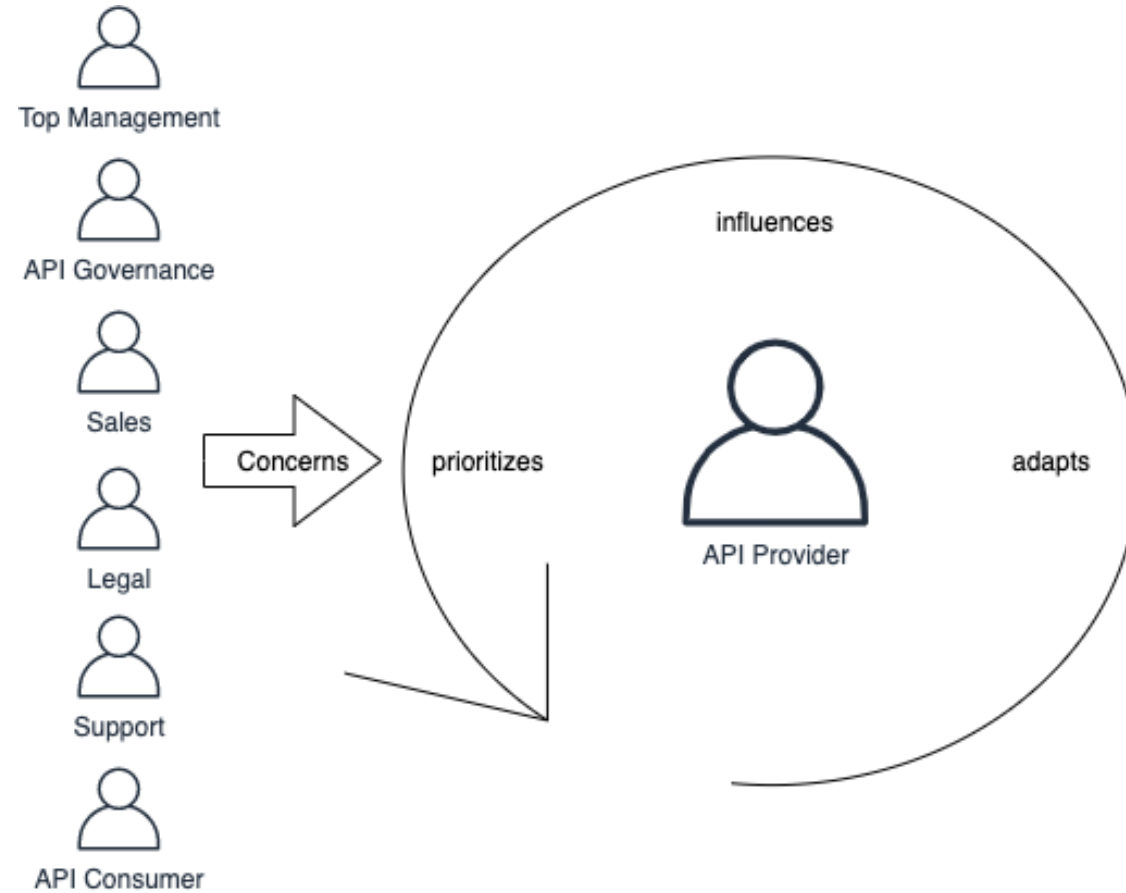 Top Management
API Governance
Sales
Legal
Support
API Consumer
Concerns
influences
prioritizes
adapts
API Provider